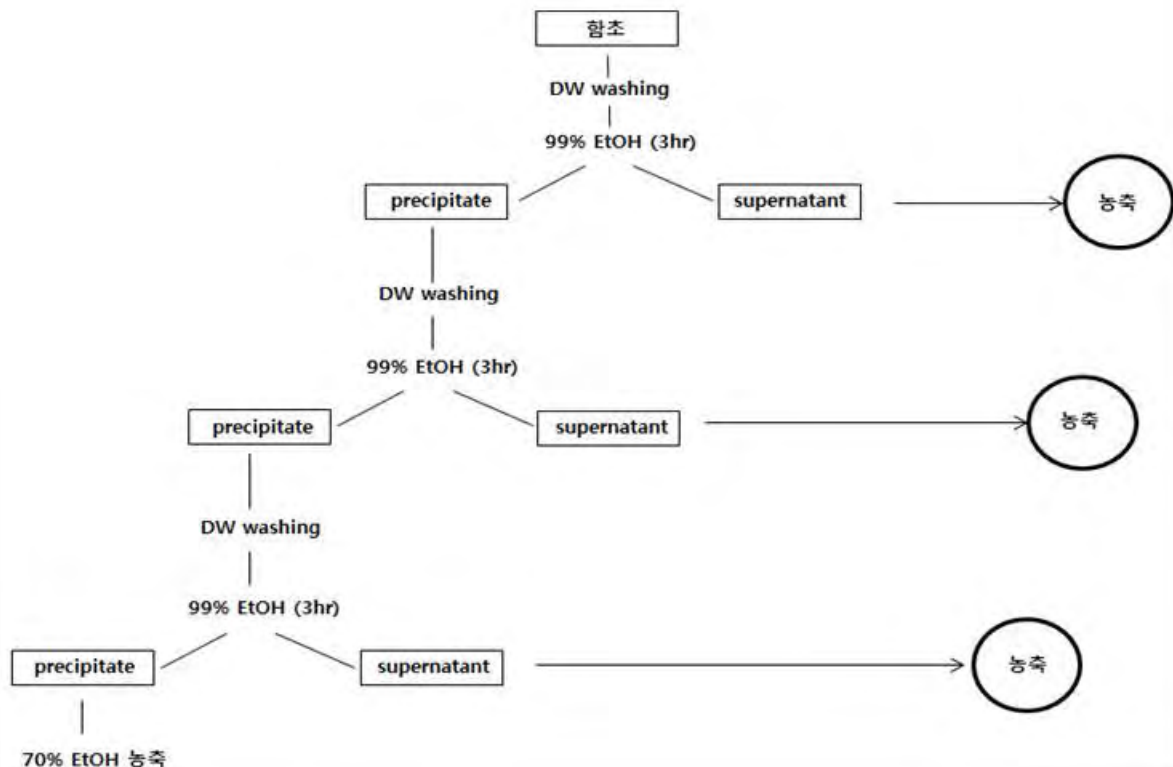 함초
DW washing
99% EtOH (3hr)
precipitate
supernatant
농축
DW washing
99% EtOH (3hr)
precipitate
supernatant
농축
DW washing
99% EtOH (3hr)
precipitate
supernatant
농축
70% EtOH 농축